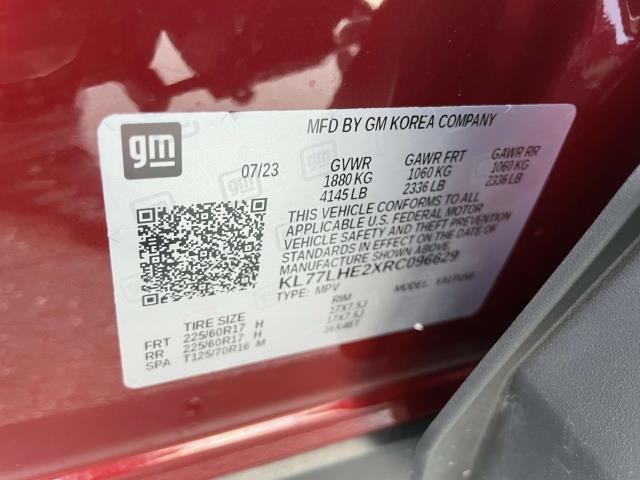 gm
MFD BY GM KOREA COMPANY
07/23
GVWR GAWR FRT GAWR RR
1880 KG 1060 KG 1060 KG
4145 LB 2336 LB 2336 LB
THIS VEHICLE CONFORMS TO ALL
APPLICABLE U.S. FEDERAL MOTOR
VEHICLE SAFETY AND THEFT PREVENTION
STANDARDS IN EFFECT ON THE DATE OF
MANUFACTURE SHOWN ABOVE.
KL77LHE2XRC096629
TYPE: MPV MODEL:
TIRE SIZE RIM
FRT 225/60R17 H 17X7.5J
RR 225/60R17 H 17X7.5J
SPA T125/70R16 M 16X4BT